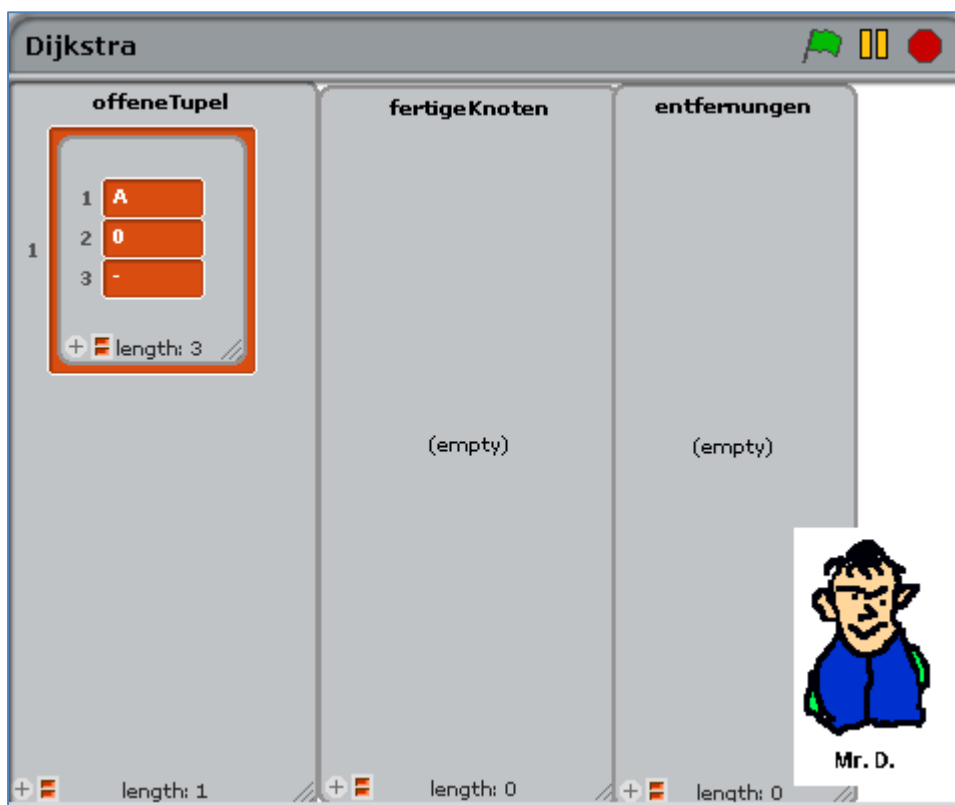 Dijkstra
offeneTupel
1
1 A
2 0
3 -
length: 3
length: 1
fertigeKnoten
(empty)
length: 0
entfernungen
(empty)
length: 0
Mr. D.